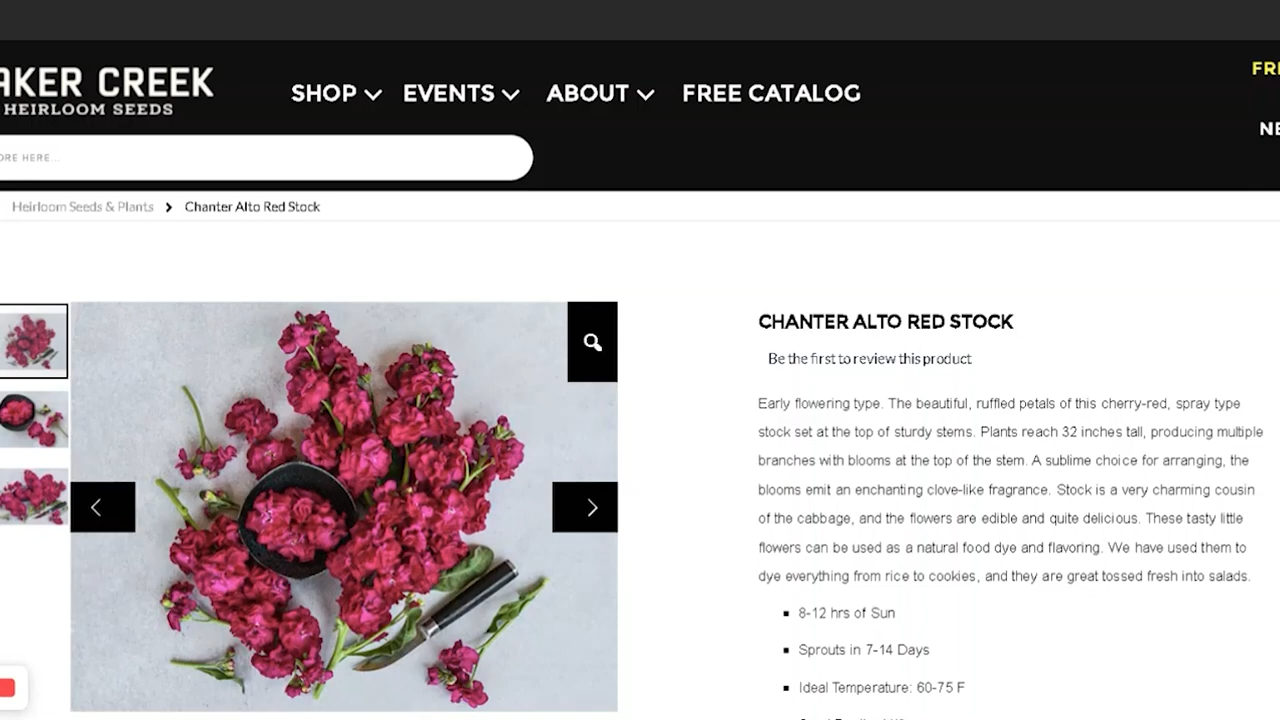 AKER CREEK
HEIRLOOM SEEDS
SHOP EVENTS ABOUT FREE CATALOG
FR
NE
ORE HERE...
Heirloom Seeds & Plants > Chanter Alto Red Stock
CHANTER ALTO RED STOCK
Be the first to review this product
Early flowering type. The beautiful, ruffled petals of this cherry-red, spray type
stock set at the top of sturdy stems. Plants reach 32 inches tall, producing multiple
branches with blooms at the top of the stem. A sublime choice for arranging, the
blooms emit an enchanting clove-like fragrance. Stock is a very charming cousin
of the cabbage, and the flowers are edible and quite delicious. These tasty little
flowers can be used as a natural food dye and flavoring. We have used them to
dye everything from rice to cookies, and they are great tossed fresh into salads.
▪ 8-12 hrs of Sun
▪ Sprouts in 7-14 Days
▪ Ideal Temperature: 60-75 F